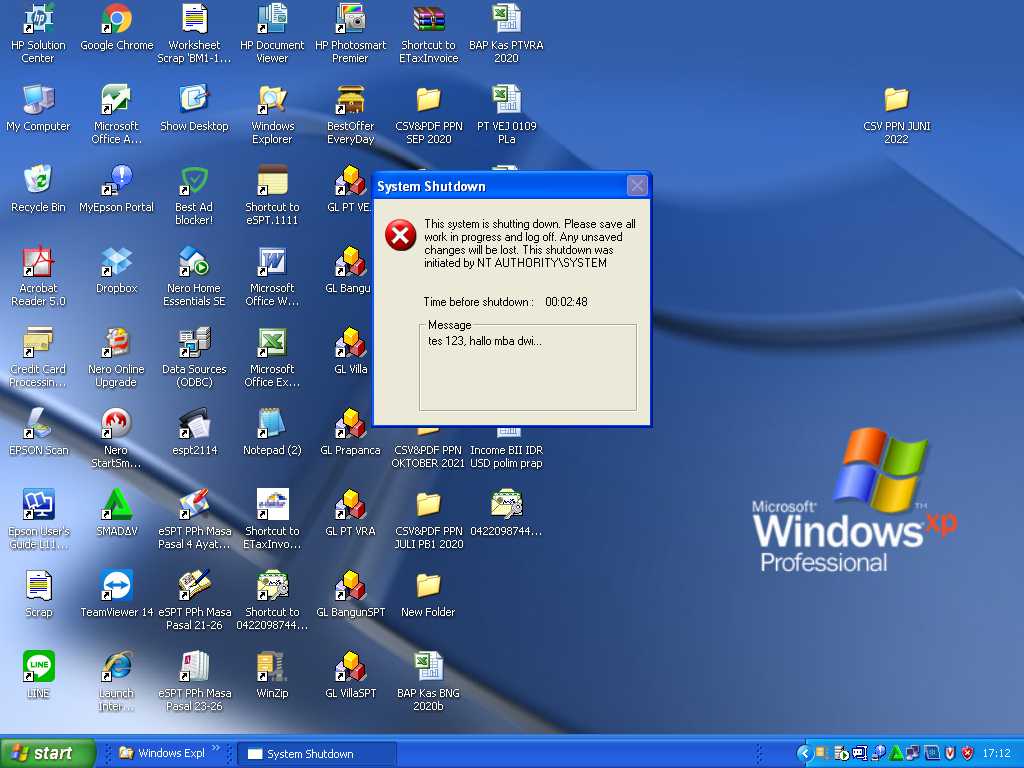 HP Solution
Center
Google Chrome
Worksheet
Scrap 'BM1-1...
HP Document
Viewer
HP Photosmart
Premier
Shortcut to
ETaxInvoice
BAP Kas PTVRA
2020
My Computer
Microsoft
Office A...
Show Desktop
Windows
Explorer
BestOffer
EveryDay
CSV&PDF PPN
SEP 2020
PT VEJ 0109
PLa
CSV PPN JUNI
2022
Recycle Bin
MyEpson Portal
Best Ad
blocker!
Shortcut to
eSPT.1111
GL PT VE
System Shutdown
This system is shutting down. Please save all
work in progress and log off. Any unsaved
changes will be lost. This shutdown was
initiated by NT AUTHORITY\SYSTEM
Time before shutdown : 00:02:48
Message
tes 123, hallo mba dwi...
Acrobat
Reader 5.0
Dropbox
Nero Home
Essentials SE
Microsoft
Office W...
GL Bangu
Credit Card
Processin...
Nero Online
Upgrade
Data Sources
(ODBC)
Microsoft
Office Ex...
GL Villa
EPSON Scan
Nero
StartSm...
espt2114
Notepad (2)
GL Prapanca
CSV&PDF PPN
OKTOBER 2021
Income BII IDR
USD polim prap
Epson User's
Guide L11...
SMADAV
eSPT PPh Masa
Pasal 4 Ayat...
Shortcut to
ETaxInvo...
GL PT VRA
CSV&PDF PPN
JULI PB1 2020
0422098744...
Microsoft
Windows xp
Professional
Scrap
TeamViewer 14
eSPT PPh Masa
Pasal 21-26
Shortcut to
0422098744...
GL BangunSPT
New Folder
LINE
Launch
Inter...
eSPT PPh Masa
Pasal 23-26
WinZip
GL VillaSPT
BAP Kas BNG
2020b
start
Windows Expl
System Shutdown
17:12